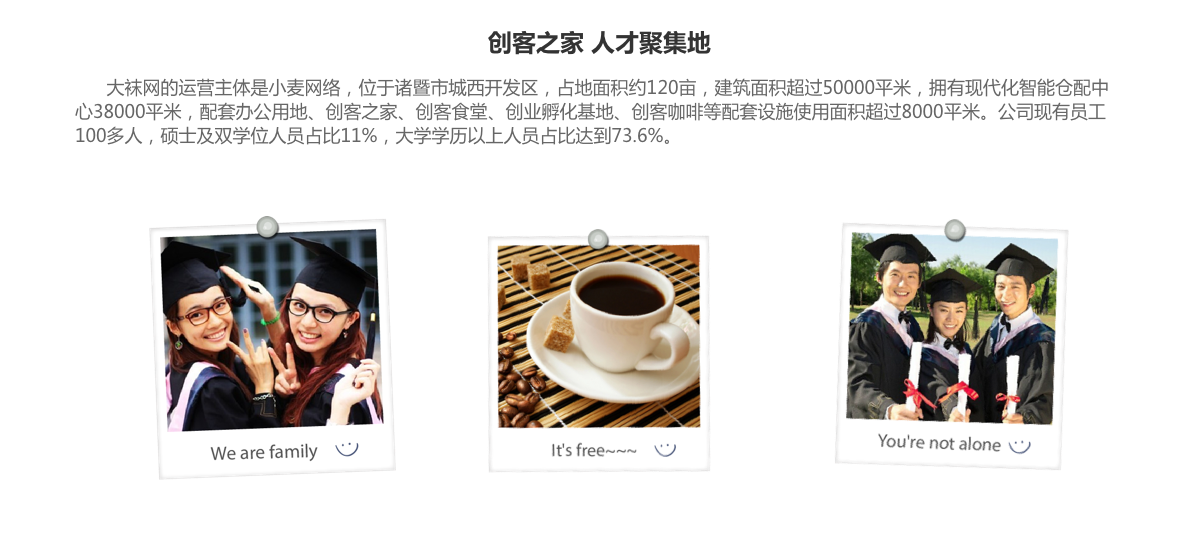 创客之家 人才聚集地
大袜网的运营主体是小麦网络，位于诸暨市城西开发区，占地面积约120亩，建筑面积超过50000平米，拥有现代化智能仓配中
心38000平米，配套办公用地、创客之家、创客食堂、创业孵化基地、创客咖啡等配套设施使用面积超过8000平米。公司现有员工
100多人，硕士及双学位人员占比11%，大学学历以上人员占比达到73.6%。
We are family
It's free~~~
You're not alone